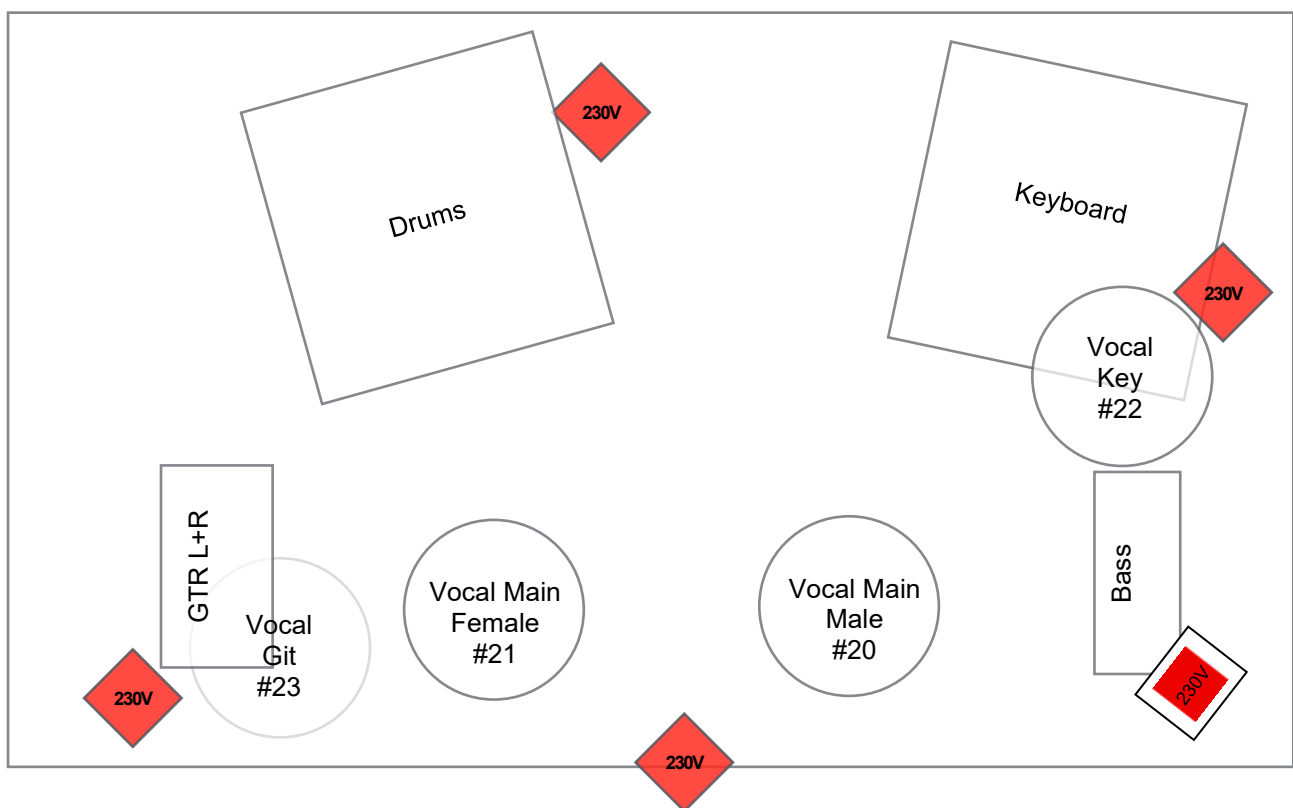 230V
Drums
Keyboard
230V
Vocal
Key
#22
GTR L+R
Vocal
Git
#23
Vocal Main
Female
#21
Vocal Main
Male
#20
Bass
230V
230V
230V